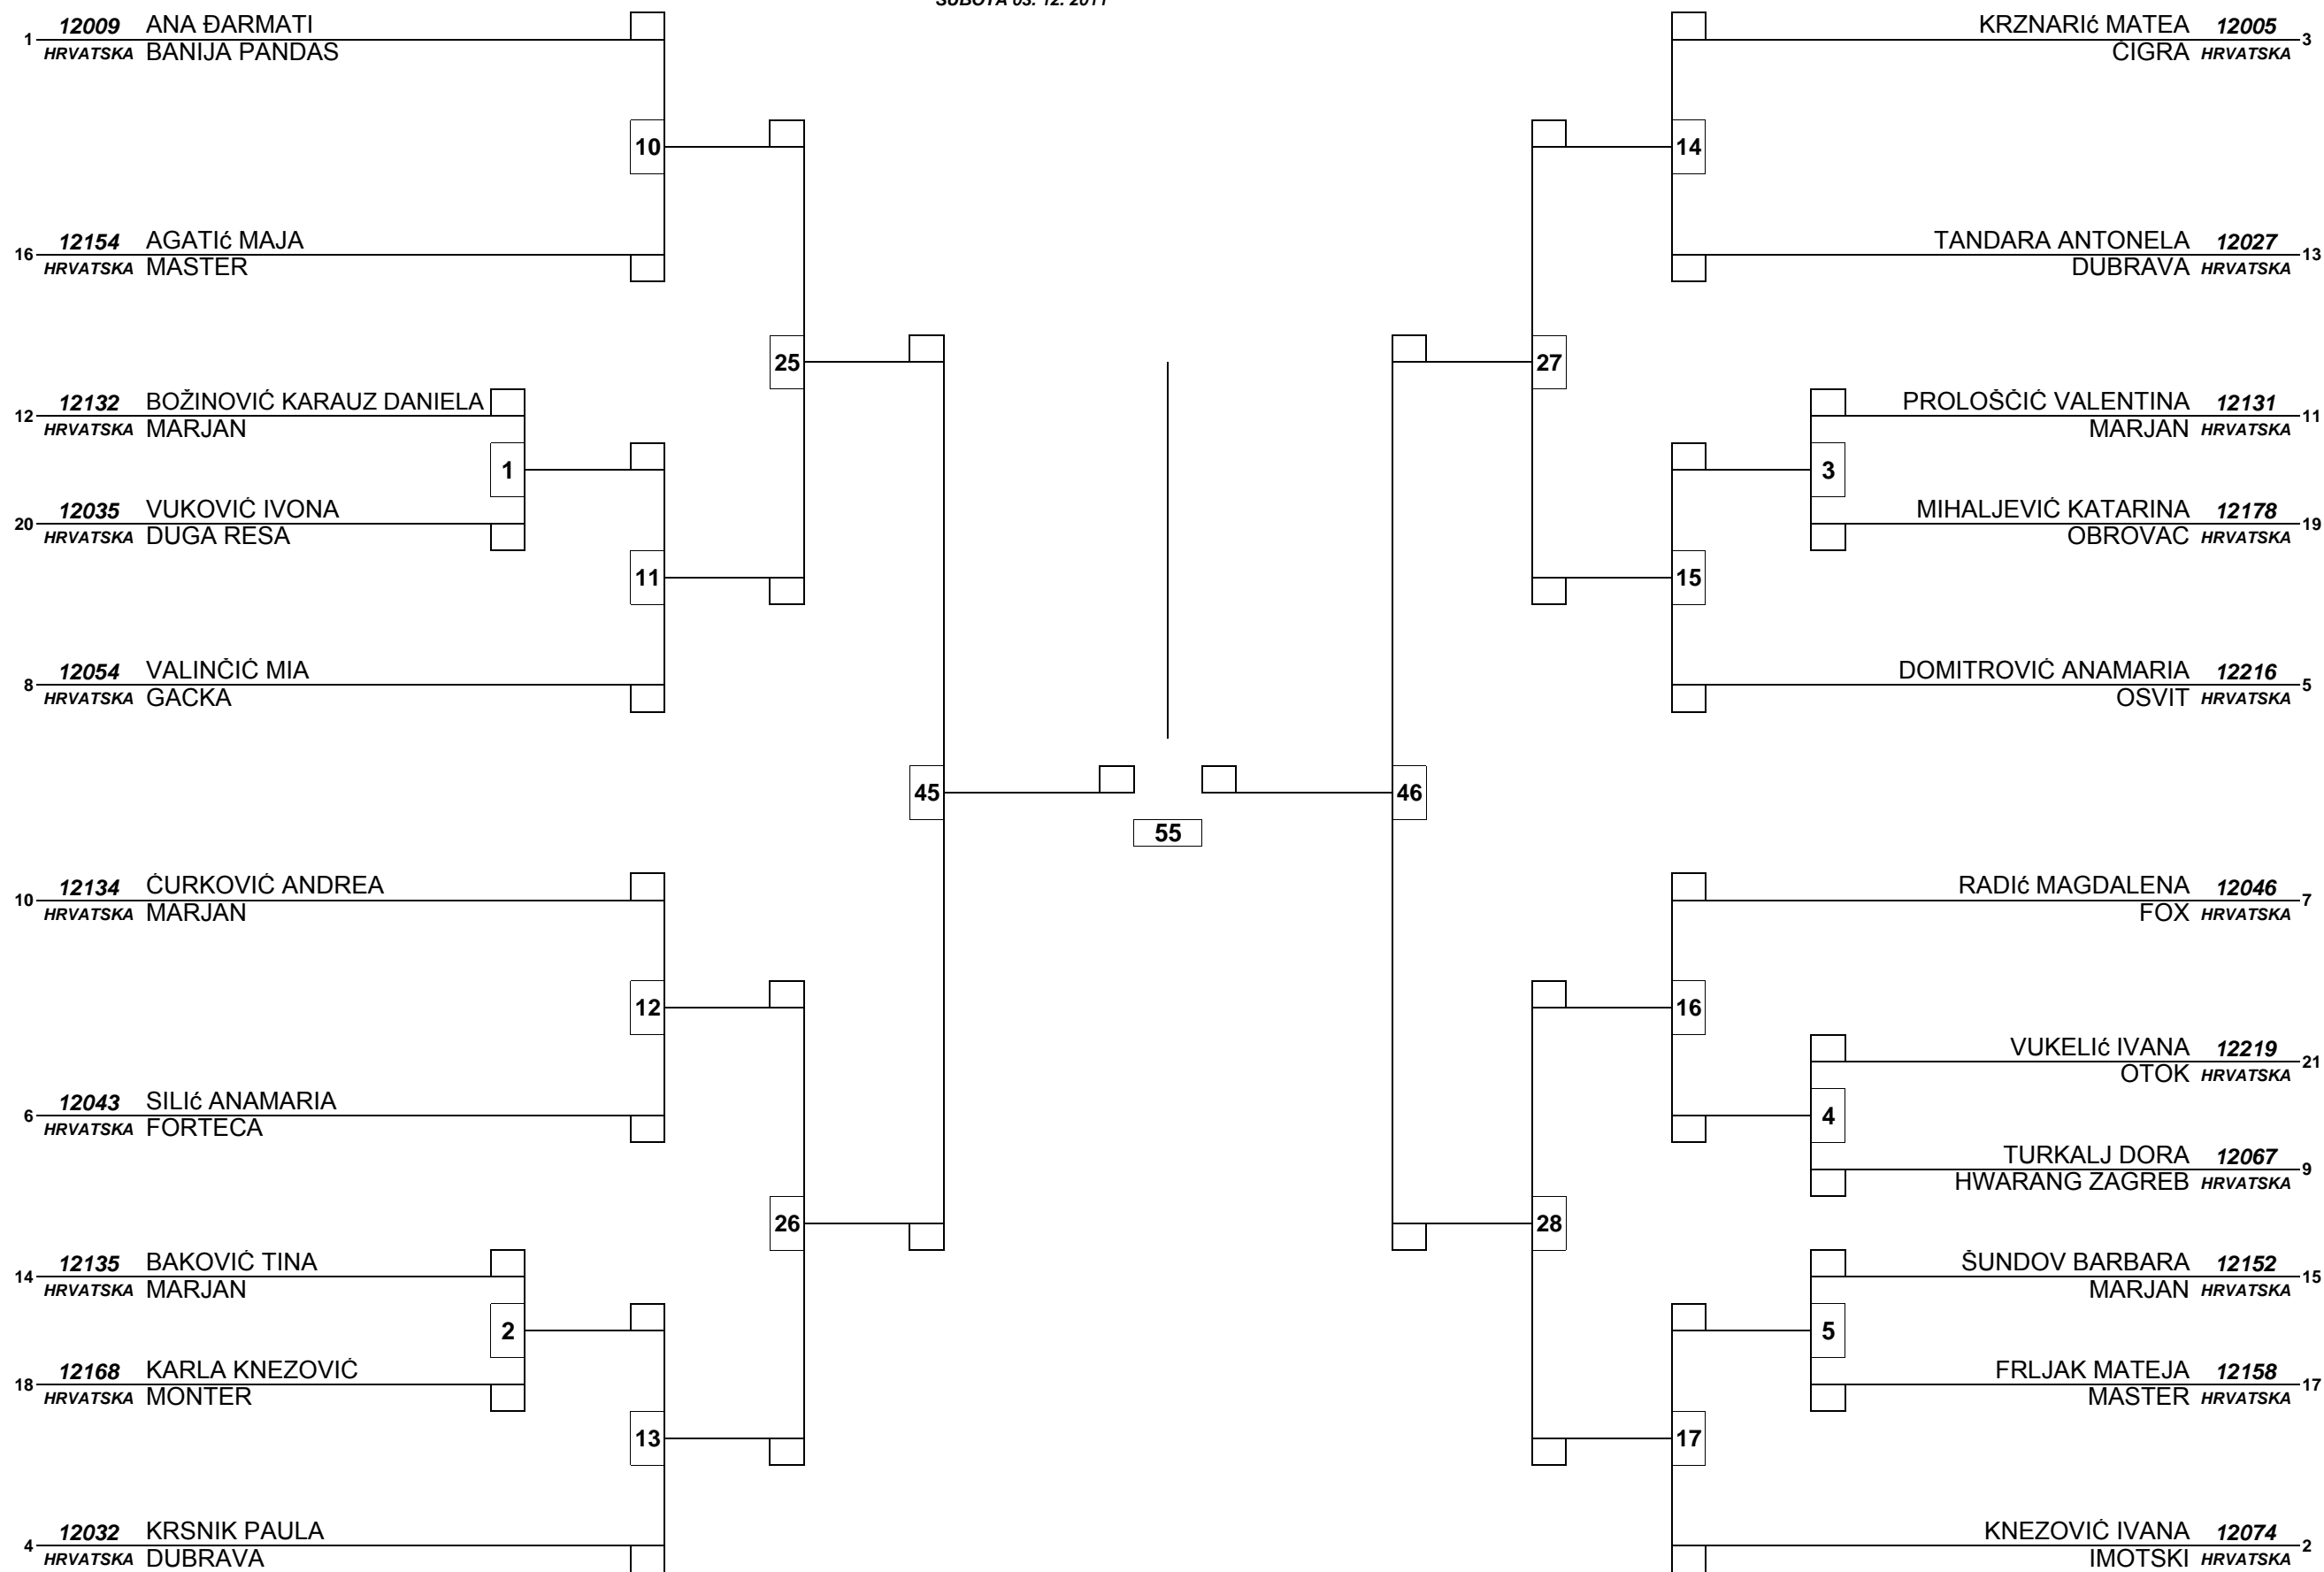 SUBOTA 03. 12. 2011
1 12009 ANA ĐARMATI
HRVATSKA BANIJA PANDAS
10
16 12154 AGATIć MAJA
HRVATSKA MASTER
25
12 12132 BOŽINOVIĆ KARAUZ DANIELA
HRVATSKA MARJAN
1
20 12035 VUKOVIĆ IVONA
HRVATSKA DUGA RESA
11
8 12054 VALINČIĆ MIA
HRVATSKA GACKA
45
10 12134 ĆURKOVIĆ ANDREA
HRVATSKA MARJAN
12
6 12043 SILIć ANAMARIA
HRVATSKA FORTECA
26
14 12135 BAKOVIĆ TINA
HRVATSKA MARJAN
2
18 12168 KARLA KNEZOVIĆ
HRVATSKA MONTER
13
4 12032 KRSNIK PAULA
HRVATSKA DUBRAVA
55
KRZNARIć MATEA 12005 3
ČIGRA HRVATSKA
14
TANDARA ANTONELA 12027 13
DUBRAVA HRVATSKA
27
PROLOŠČIĆ VALENTINA 12131 11
MARJAN HRVATSKA
3
MIHALJEVIĆ KATARINA 12178 19
OBROVAC HRVATSKA
15
DOMITROVIĆ ANAMARIA 12216 5
OSVIT HRVATSKA
46
RADIć MAGDALENA 12046 7
FOX HRVATSKA
16
VUKELIć IVANA 12219 21
OTOK HRVATSKA
4
TURKALJ DORA 12067 9
HWARANG ZAGREB HRVATSKA
28
ŠUNDOV BARBARA 12152 15
MARJAN HRVATSKA
5
FRLJAK MATEJA 12158 17
MASTER HRVATSKA
17
KNEZOVIĆ IVANA 12074 2
IMOTSKI HRVATSKA